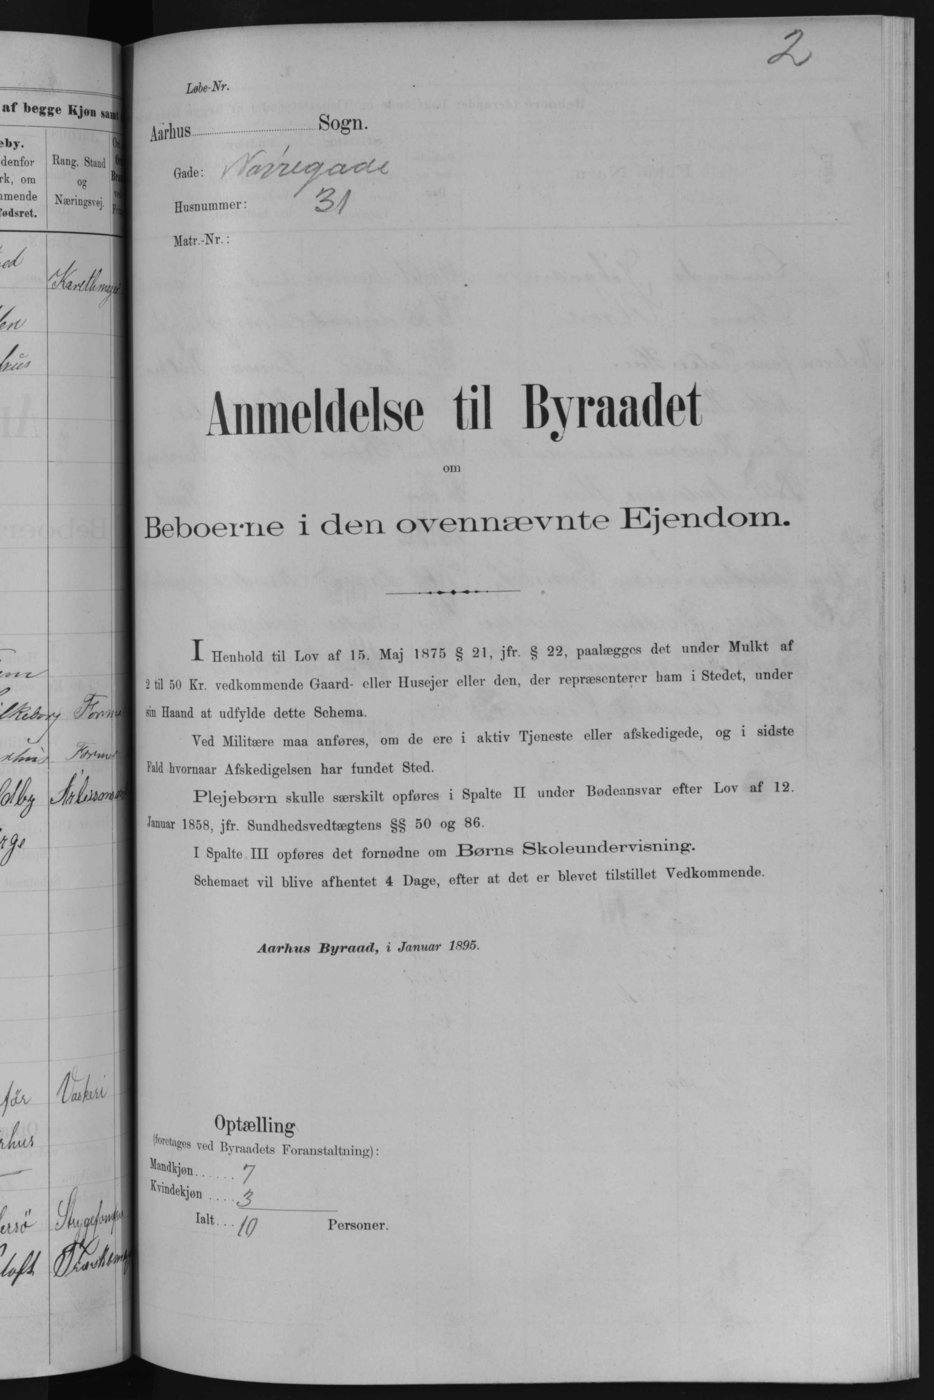 af begge Kjøn samt
eby.
denfor
rk, om
mmende
fødsret.
Rang, Stand
og
Næringsvej.
Vaskeri
2
Løbe-Nr.
Aarhus Sogn.
Gade: Nørregade
Husnummer: 31
Matr.-Nr.:
Anmeldelse til Byraadet
om
Beboerne i den ovennævnte Ejendom.
I Henhold til Lov af 15. Maj 1875 § 21, jfr. § 22, paalægges det under Mulkt af
2 til 50 Kr. vedkommende Gaard- eller Husejer eller den, der repræsenterer ham i Stedet, under
sin Haand at udfylde dette Schema.
Ved Militære maa anføres, om de ere i aktiv Tjeneste eller afskedigede, og i sidste
Fald hvornaar Afskedigelsen har fundet Sted.
Plejebørn skulle særskilt opføres i Spalte II under Bødeansvar efter Lov af 12.
Januar 1858, jfr. Sundhedsvedtægtens §§ 50 og 86.
I Spalte III opføres det fornødne om Børns Skoleundervisning.
Schemaet vil blive afhentet 4 Dage, efter at det er blevet tilstillet Vedkommende.
Aarhus Byraad, i Januar 1895.
Optælling
(foretages ved Byraadets Foranstaltning):
Mandkjøn...... 7
Kvindekjøn .... 3
Ialt... 10 Personer.